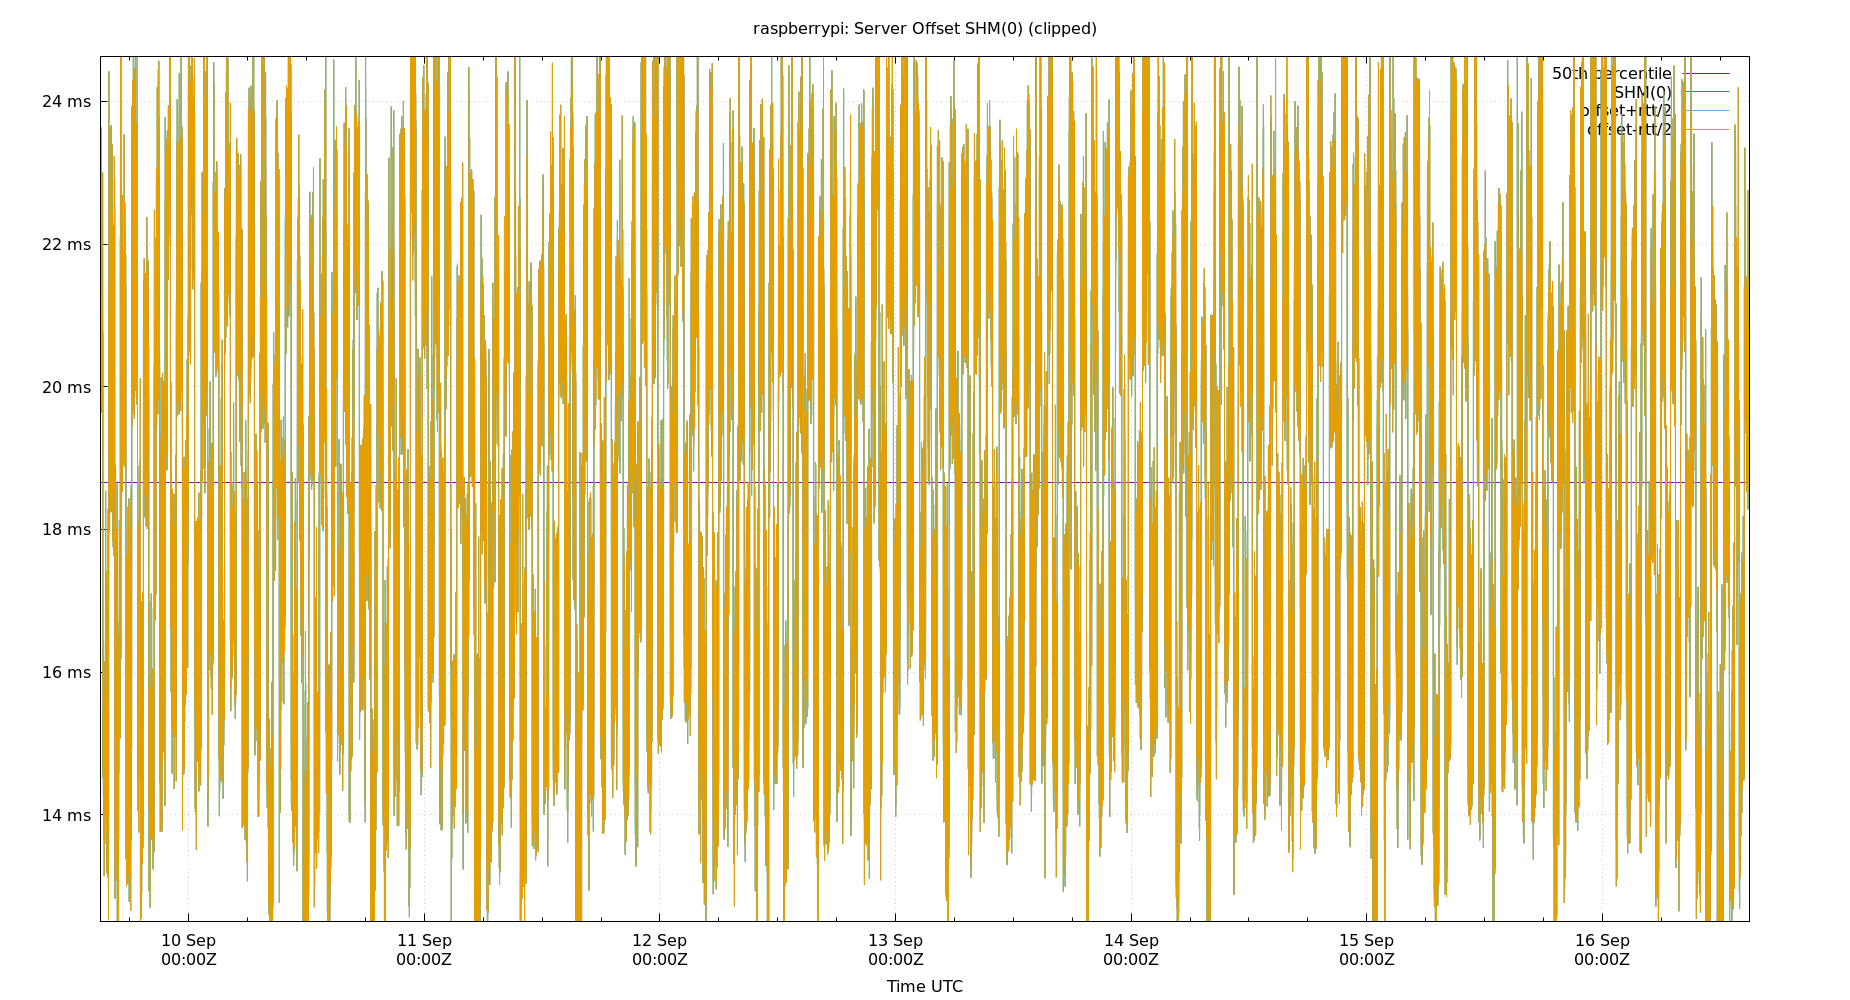 raspberrypi: Server Offset SHM(0) (clipped)
50th percentile
SHM(0)
offset+rtt/2
offset-rtt/2
24 ms
22 ms
20 ms
18 ms
16 ms
14 ms
10 Sep
00:00Z
11 Sep
00:00Z
12 Sep
00:00Z
13 Sep
00:00Z
14 Sep
00:00Z
15 Sep
00:00Z
16 Sep
00:00Z
Time UTC